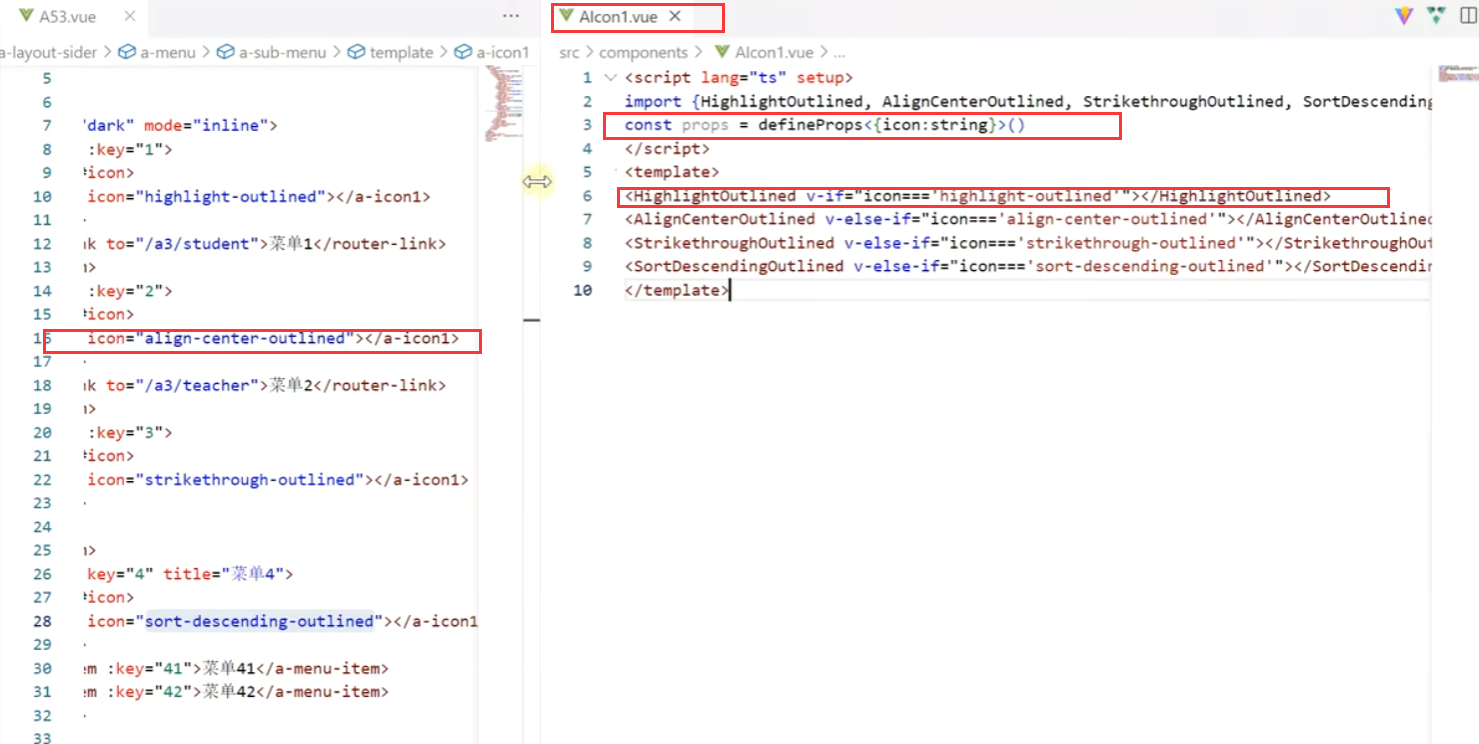 A53.vue
a-layout-sider > a-menu > a-sub-menu > template > a-icon1
5
6
7 "dark" mode="inline">
8 :key="1">
9 #icon>
10 icon="highlight-outlined"></a-icon1>
11
12 nk to="/a3/student">菜单1</router-link>
13 m>
14 :key="2">
15 #icon>
16 icon="align-center-outlined"></a-icon1>
17
18 nk to="/a3/teacher">菜单2</router-link>
19 m>
20 :key="3">
21 #icon>
22 icon="strikethrough-outlined"></a-icon1>
23
24
25 m>
26 key="4" title="菜单4">
27 #icon>
28 icon="sort-descending-outlined"></a-icon1
29
30 em :key="41">菜单41</a-menu-item>
31 em :key="42">菜单42</a-menu-item>
32
33
AIcon1.vue
src > components > AIcon1.vue > ...
1 <script lang="ts" setup>
2 import {HighlightOutlined, AlignCenterOutlined, StrikethroughOutlined, SortDescending
3 const props = defineProps<{icon:string}>()
4 </script>
5 <template>
6 <HighlightOutlined v-if="icon==='highlight-outlined'"></HighlightOutlined>
7 <AlignCenterOutlined v-else-if="icon==='align-center-outlined'"></AlignCenterOutlined
8 <StrikethroughOutlined v-else-if="icon==='strikethrough-outlined'"></StrikethroughOut
9 <SortDescendingOutlined v-else-if="icon==='sort-descending-outlined'"></SortDescendin
10 </template>